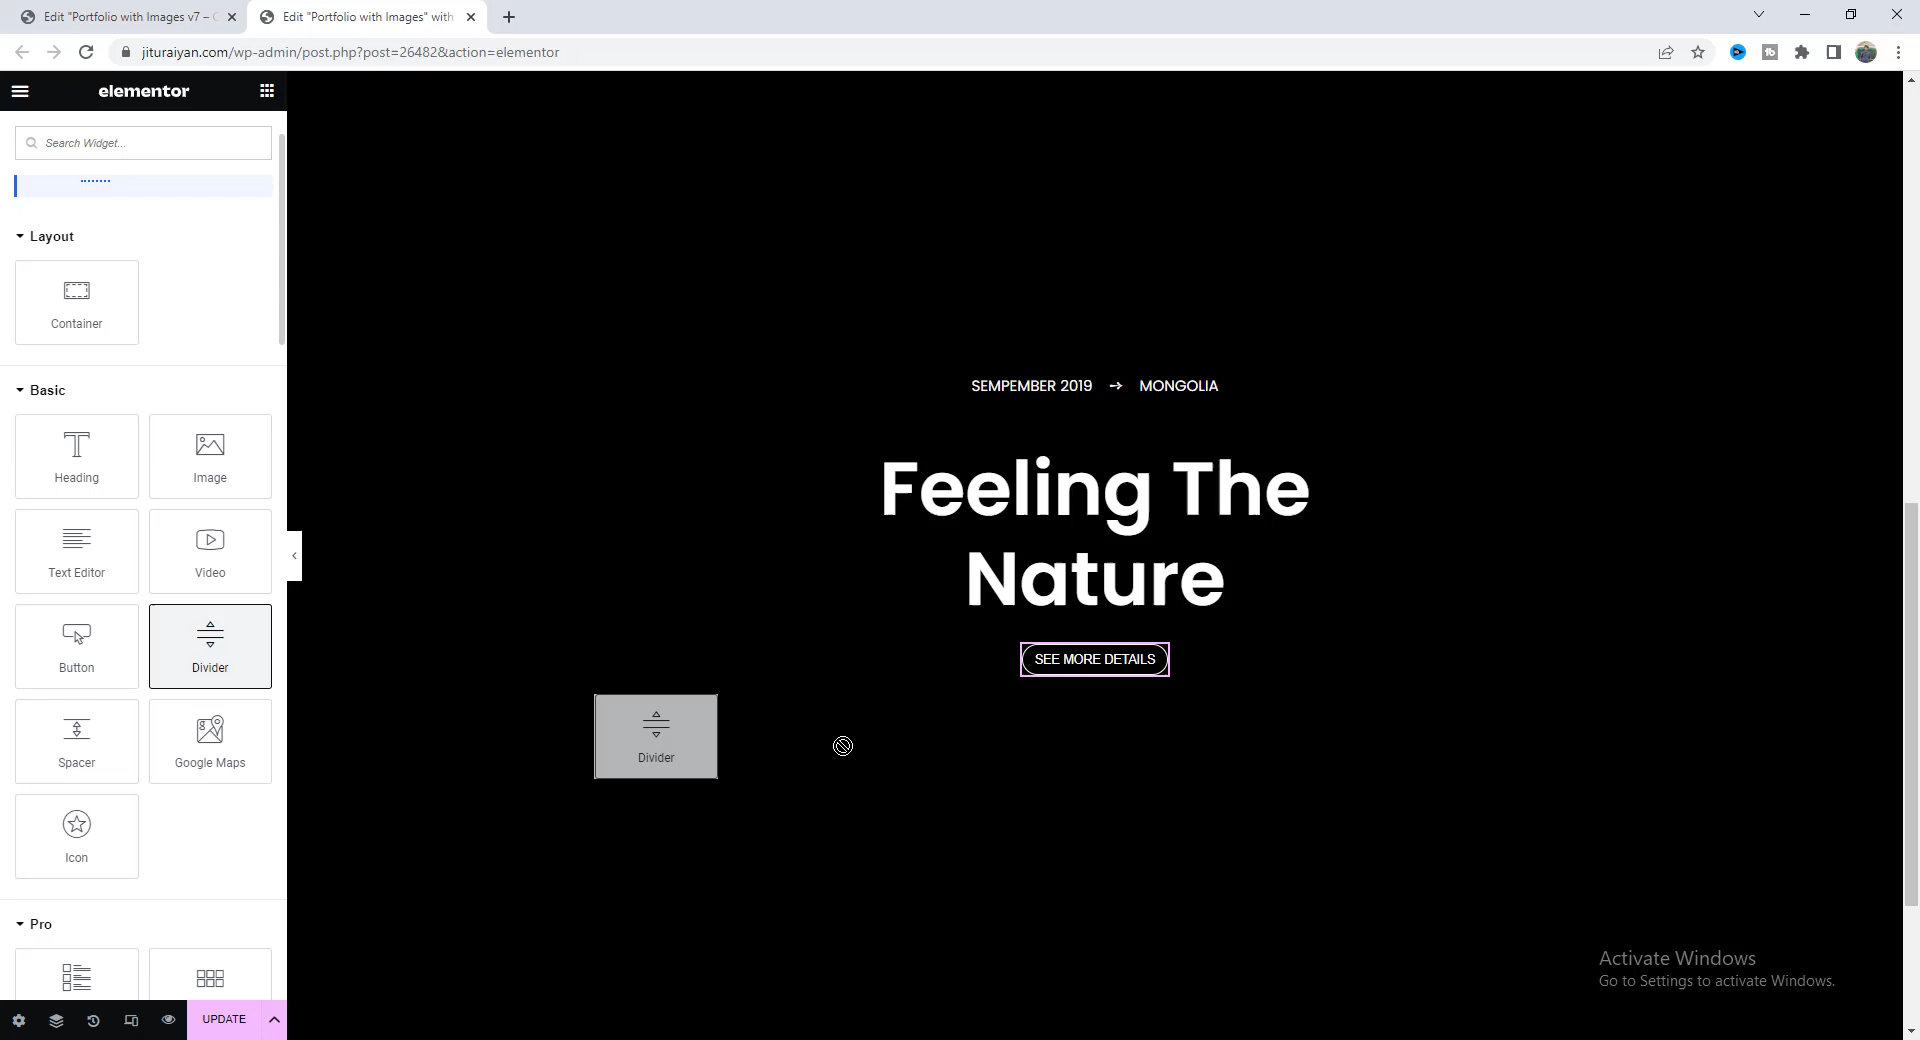 Edit "Portfolio with Images v7 – C
Edit "Portfolio with Images" with
jituraiyan.com/wp-admin/post.php?post=26482&action=elementor
elementor
Search Widget...
Layout
Container
Basic
Heading
Image
Text Editor
Video
Button
Divider
Spacer
Google Maps
Icon
Pro
UPDATE
SEMPEMBER 2019
MONGOLIA
Feeling The
Nature
SEE MORE DETAILS
Divider
Activate Windows
Go to Settings to activate Windows.